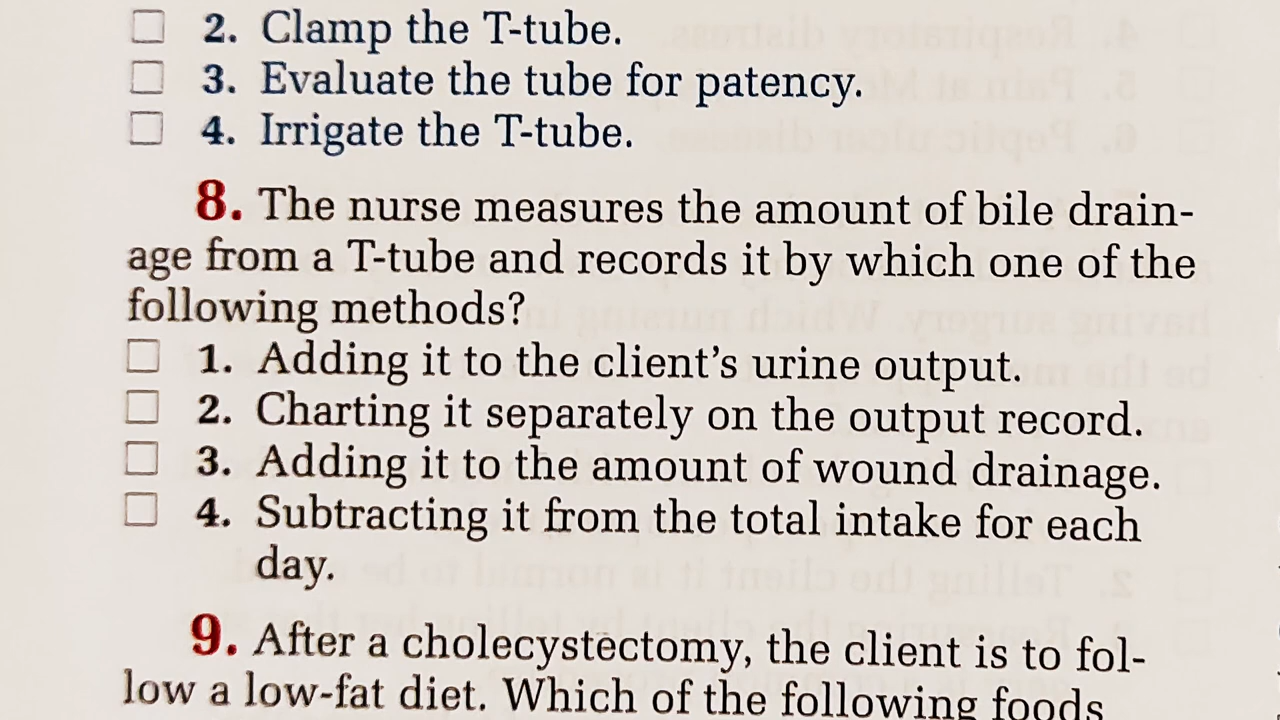 2. Clamp the T-tube.
3. Evaluate the tube for patency.
4. Irrigate the T-tube.
8. The nurse measures the amount of bile drain-
age from a T-tube and records it by which one of the
following methods?
1. Adding it to the client's urine output.
2. Charting it separately on the output record.
3. Adding it to the amount of wound drainage.
4. Subtracting it from the total intake for each
day.
9. After a cholecystectomy, the client is to fol-
low a low-fat diet. Which of the following foods